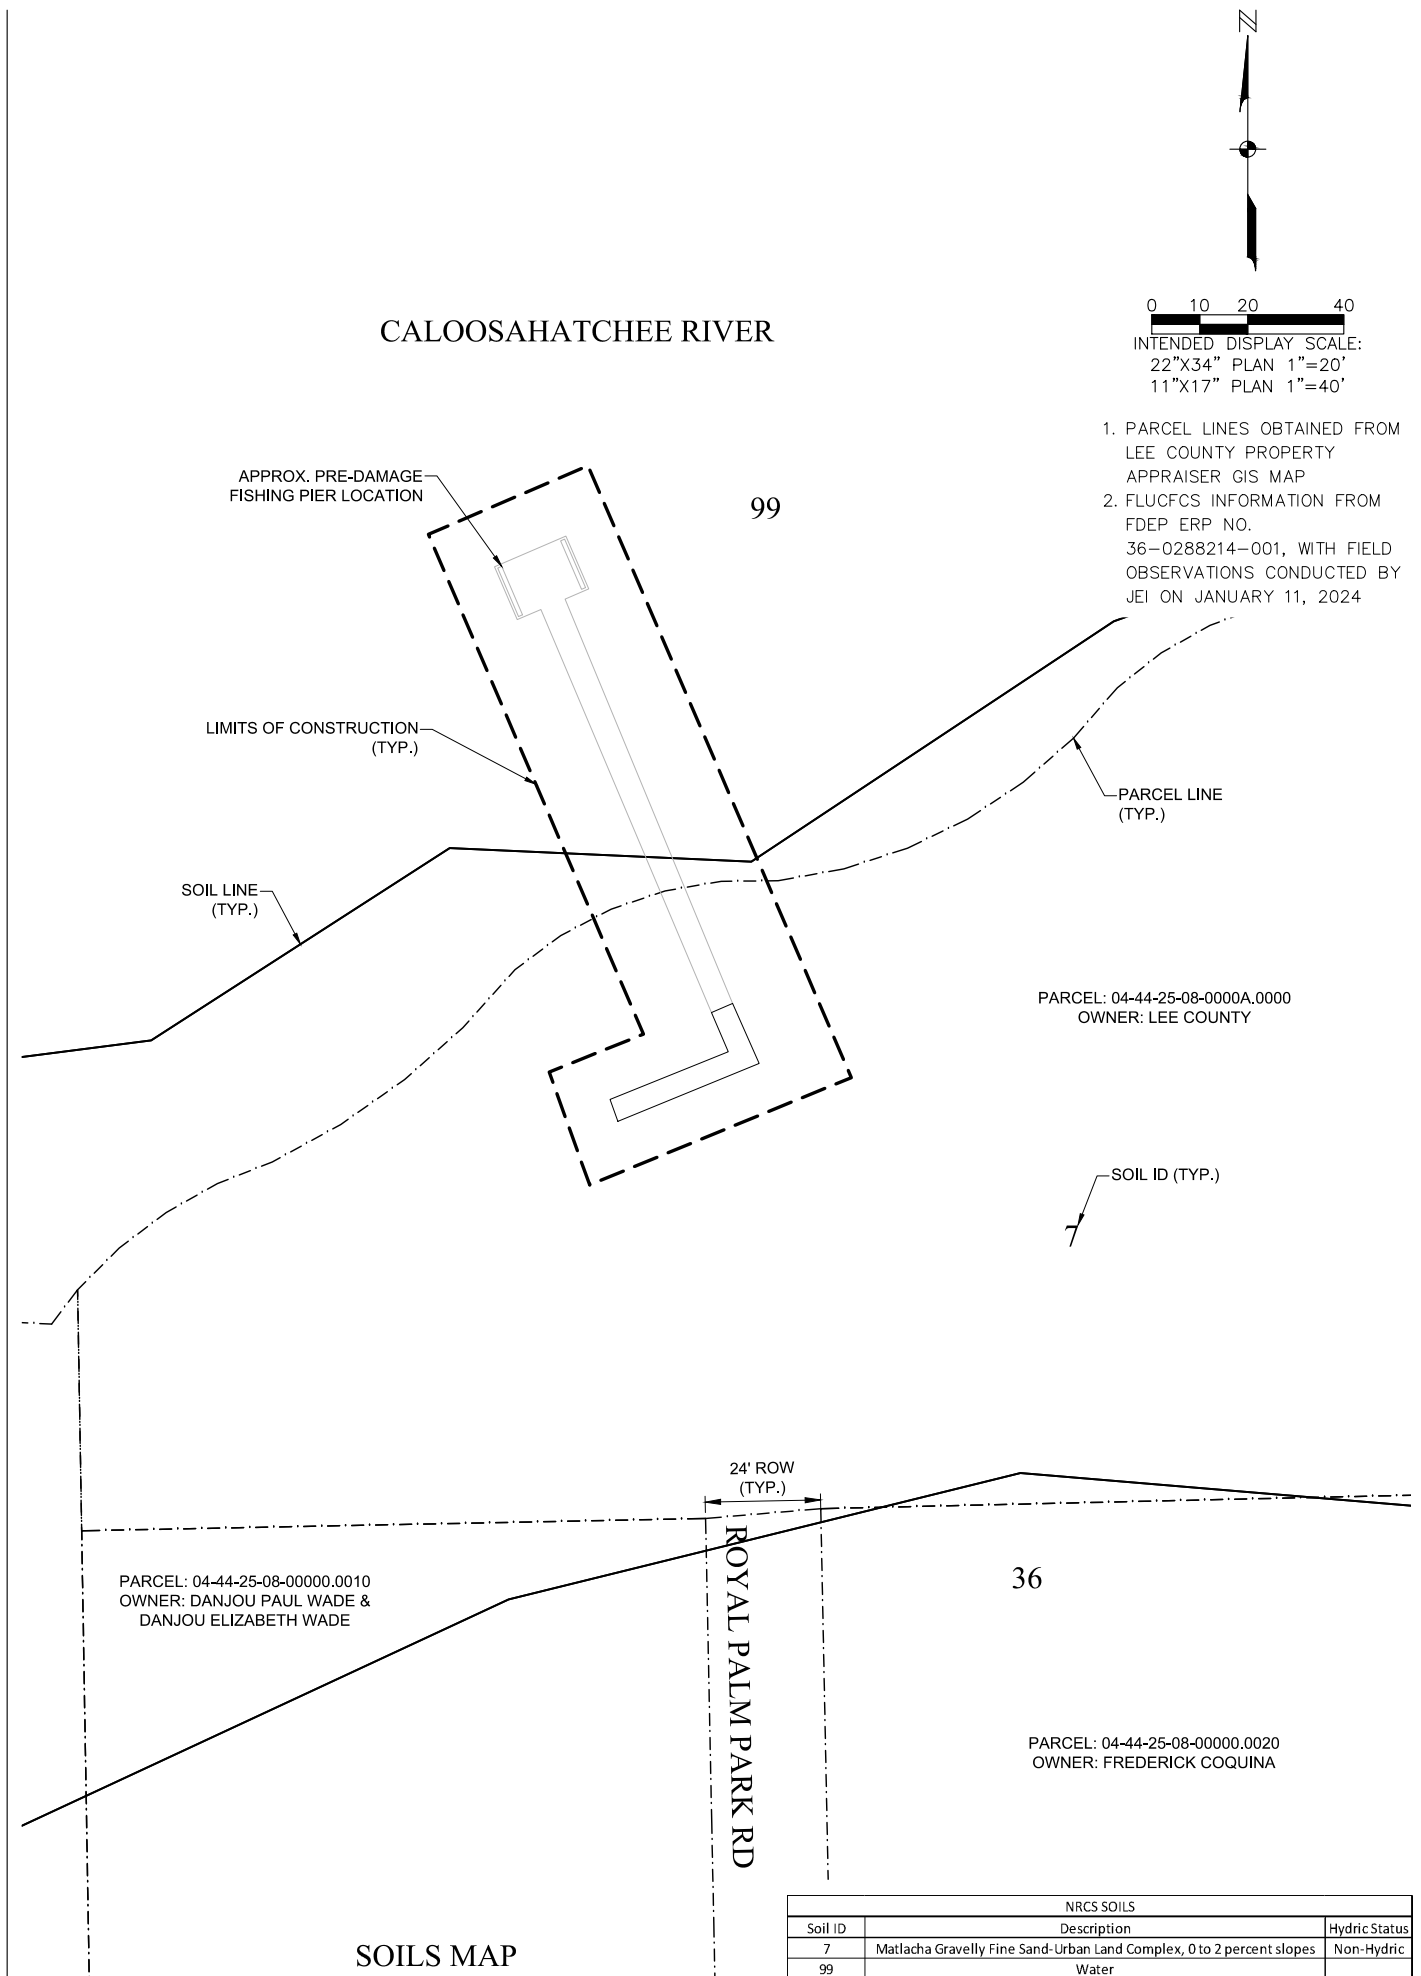 N
0 10 20 40
INTENDED DISPLAY SCALE:
22"X34" PLAN 1"=20'
11"X17" PLAN 1"=40'
CALOOSAHATCHEE RIVER
1. PARCEL LINES OBTAINED FROM
LEE COUNTY PROPERTY
APPRAISER GIS MAP
2. FLUCFCS INFORMATION FROM
FDEP ERP NO.
36-0288214-001, WITH FIELD
OBSERVATIONS CONDUCTED BY
JEI ON JANUARY 11, 2024
APPROX. PRE-DAMAGE
FISHING PIER LOCATION
99
LIMITS OF CONSTRUCTION
(TYP.)
PARCEL LINE
(TYP.)
SOIL LINE
(TYP.)
PARCEL: 04-44-25-08-0000A.0000
OWNER: LEE COUNTY
SOIL ID (TYP.)
7
24' ROW
(TYP.)
ROYAL PALM PARK RD
36
PARCEL: 04-44-25-08-00000.0010
OWNER: DANJOU PAUL WADE &
DANJOU ELIZABETH WADE
PARCEL: 04-44-25-08-00000.0020
OWNER: FREDERICK COQUINA
SOILS MAP
NRCS SOILS
Soil ID Description Hydric Status
7 Matlacha Gravelly Fine Sand-Urban Land Complex, 0 to 2 percent slopes Non-Hydric
99 Water